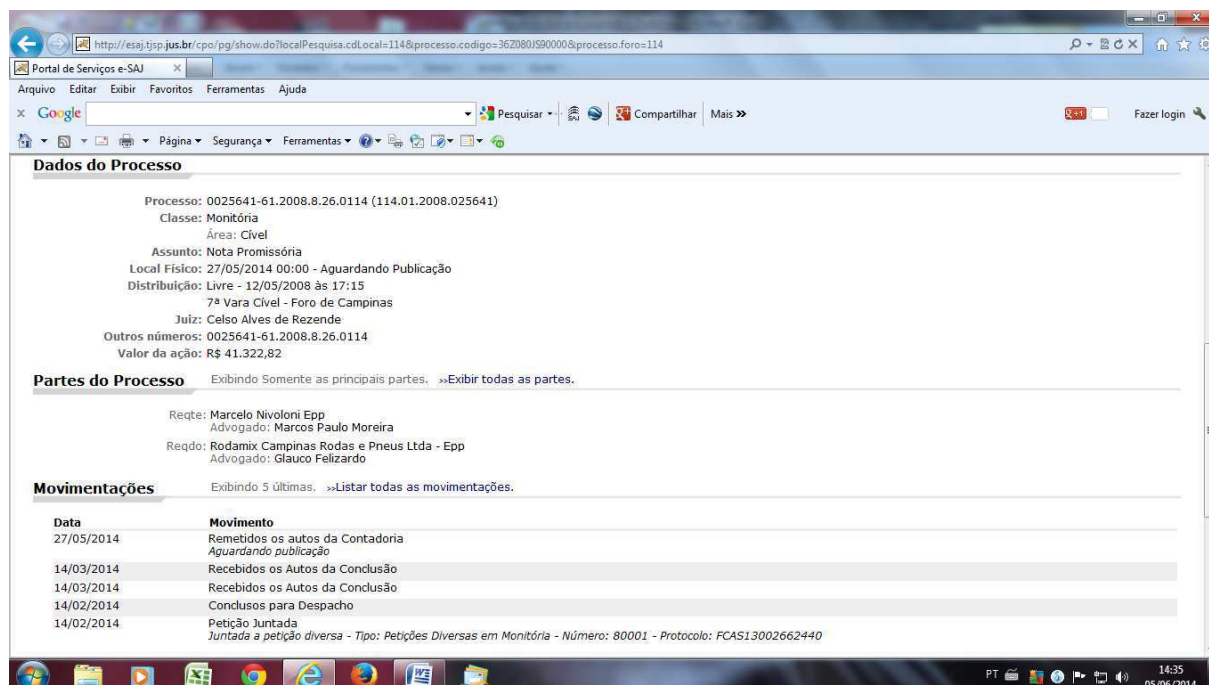 http://esaj.tjsp.jus.br/cpo/pg/show.do?localPesquisa.cdLocal=114&processo.codigo=36Z080JS90000&processo.foro=114
Portal de Serviços e-SAJ
Arquivo Editar Exibir Favoritos Ferramentas Ajuda
x Google Pesquisar Compartilhar Mais >> Fazer login
Página Segurança Ferramentas
Dados do Processo
Processo: 0025641-61.2008.8.26.0114 (114.01.2008.025641)
Classe: Monitória
Área: Cível
Assunto: Nota Promissória
Local Físico: 27/05/2014 00:00 - Aguardando Publicação
Distribuição: Livre - 12/05/2008 às 17:15
7ª Vara Cível - Foro de Campinas
Juiz: Celso Alves de Rezende
Outros números: 0025641-61.2008.8.26.0114
Valor da ação: R$ 41.322,82
Partes do Processo Exibindo Somente as principais partes. »Exibir todas as partes.
Reqte: Marcelo Nivoloni Epp
Advogado: Marcos Paulo Moreira
Reqdo: Rodamix Campinas Rodas e Pneus Ltda - Epp
Advogado: Glauco Felizardo
Movimentações Exibindo 5 últimas. »Listar todas as movimentações.
Data Movimento
27/05/2014 Remetidos os autos da Contadoria
Aguardando publicação
14/03/2014 Recebidos os Autos da Conclusão
14/03/2014 Recebidos os Autos da Conclusão
14/02/2014 Conclusos para Despacho
14/02/2014 Petição Juntada
Juntada a petição diversa - Tipo: Petições Diversas em Monitória - Número: 80001 - Protocolo: FCAS13002662440
PT 14:35
05/06/2014